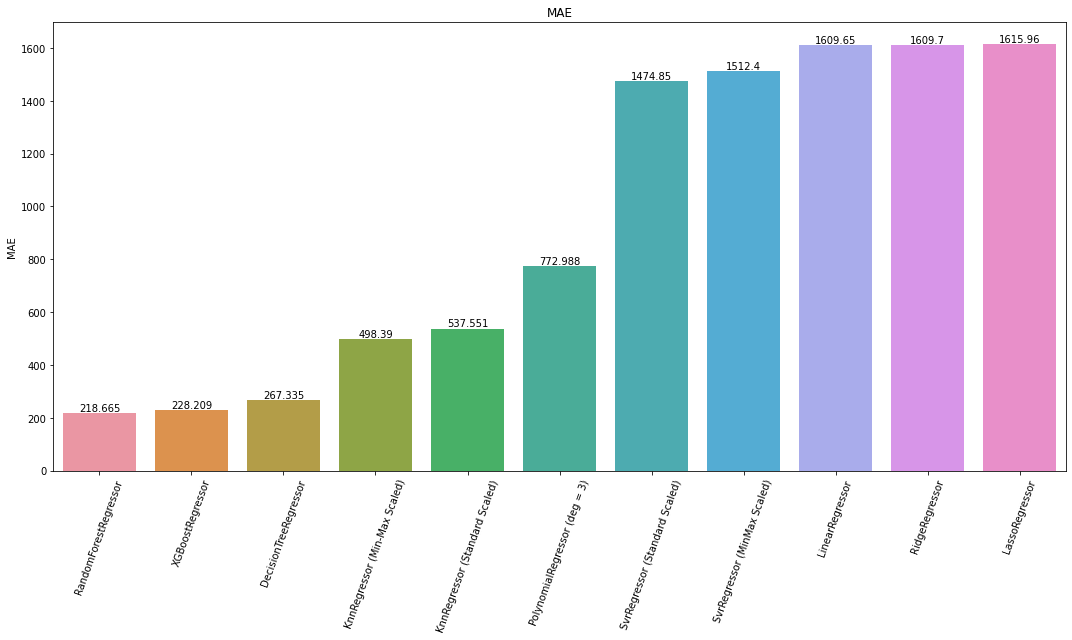 MAE
1600
1400
1200
1000
800
600
400
200
0
MAE
218.665
228.209
267.335
498.39
537.551
772.988
1474.85
1512.4
1609.65
1609.7
1615.96
RandomForestRegressor
XGBoostRegressor
DecisionTreeRegressor
KnnRegressor (Min-Max Scaled)
KnnRegressor (Standard Scaled)
PolynomialRegressor (deg = 3)
SvrRegressor (Standard Scaled)
SvrRegressor (MinMax Scaled)
LinearRegressor
RidgeRegressor
LassoRegressor